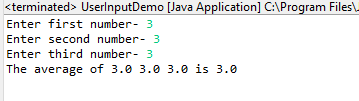 <terminated> UserInputDemo [Java Application] C:\Program Files\
Enter first number- 3
Enter second number- 3
Enter third number- 3
The average of 3.0 3.0 3.0 is 3.0